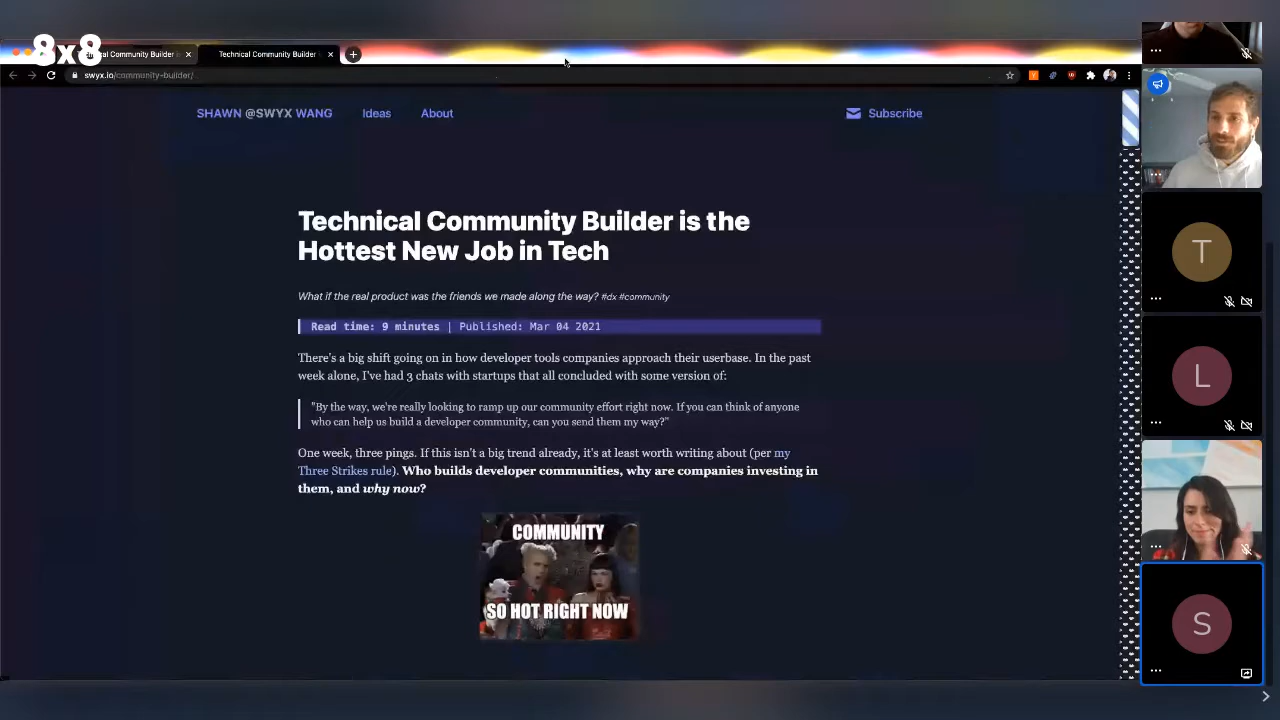 8x8
Technical Community Builder
Technical Community Builder
swyx.io/community-builder/
SHAWN @SWYX WANG
Ideas
About
Subscribe
Technical Community Builder is the
Hottest New Job in Tech
What if the real product was the friends we made along the way? #dx #community
Read time: 9 minutes | Published: Mar 04 2021
There's a big shift going on in how developer tools companies approach their userbase. In the past
week alone, I've had 3 chats with startups that all concluded with some version of:
"By the way, we're really looking to ramp up our community effort right now. If you can think of anyone
who can help us build a developer community, can you send them my way?"
One week, three pings. If this isn't a big trend already, it's at least worth writing about (per my
Three Strikes rule). Who builds developer communities, why are companies investing in
them, and why now?
COMMUNITY
SO HOT RIGHT NOW
T
L
S